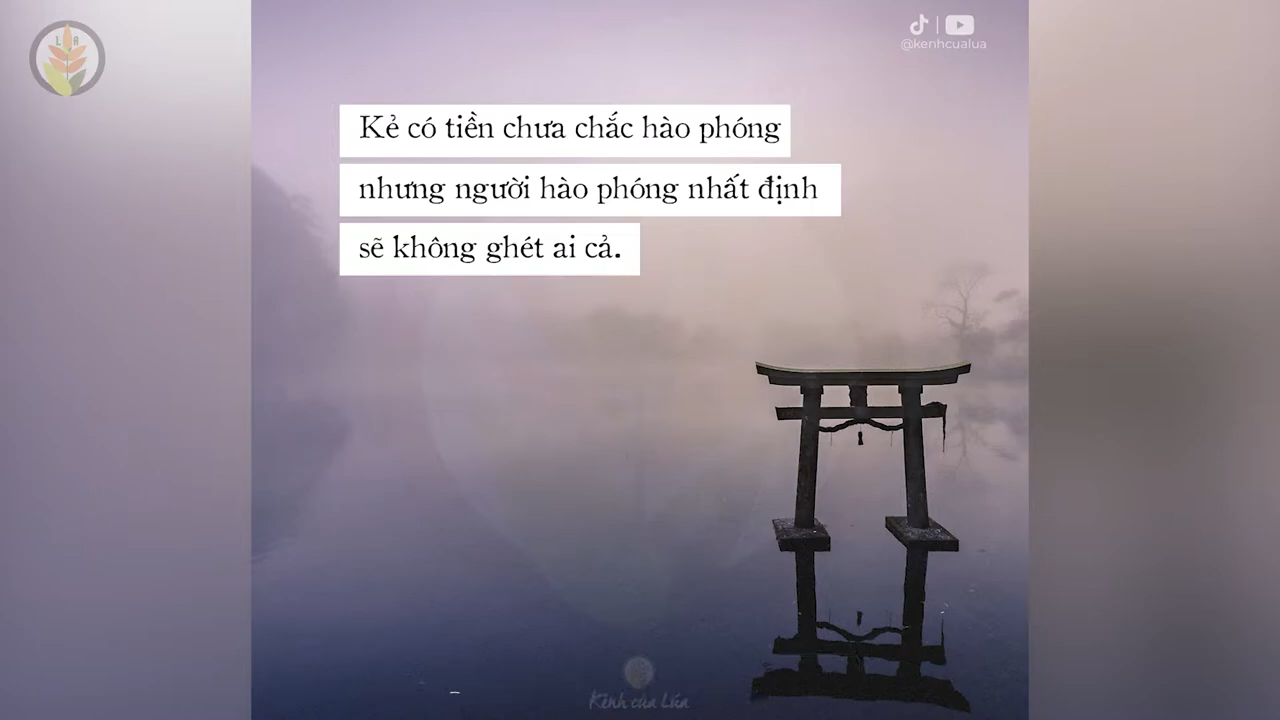 L A
@kenhcualua
Kẻ có tiền chưa chắc hào phóng
nhưng người hào phóng nhất định
sẽ không ghét ai cả.
Kênh của Lúa